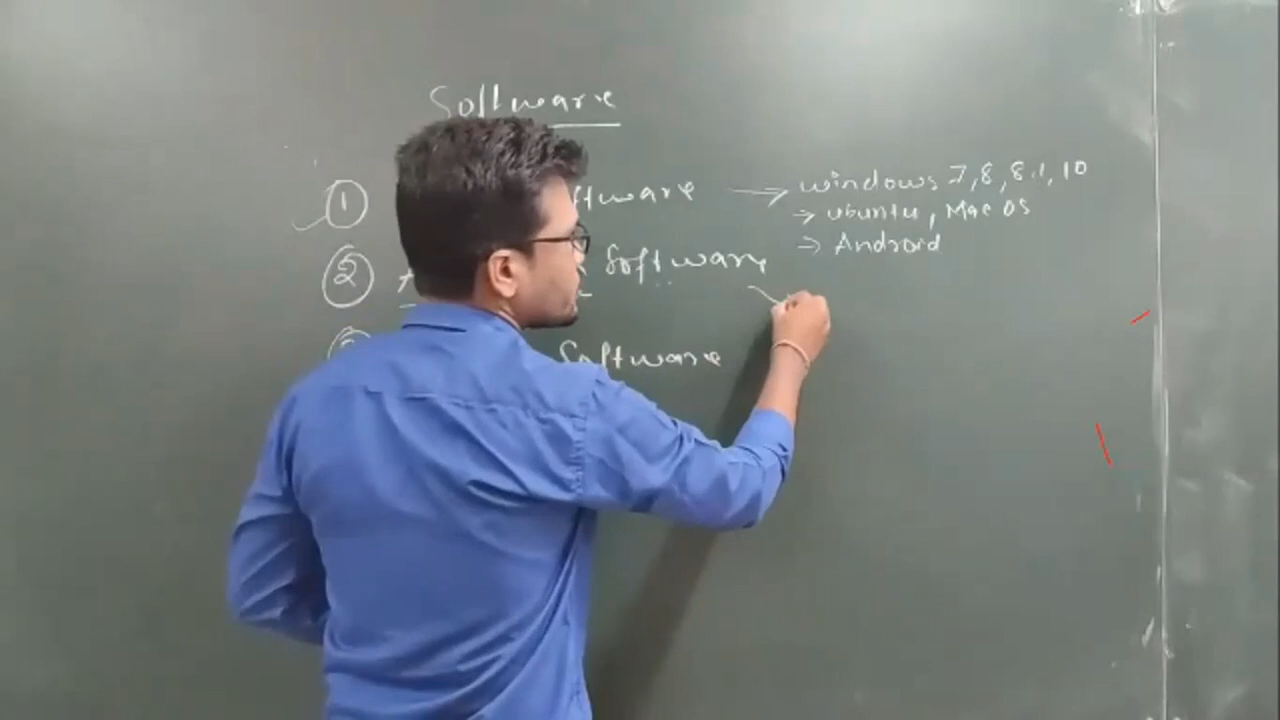 Software
① ftware → windows 7, 8, 8.1, 10
→ ubuntu, Mac OS
→ Android
② A Software
Software